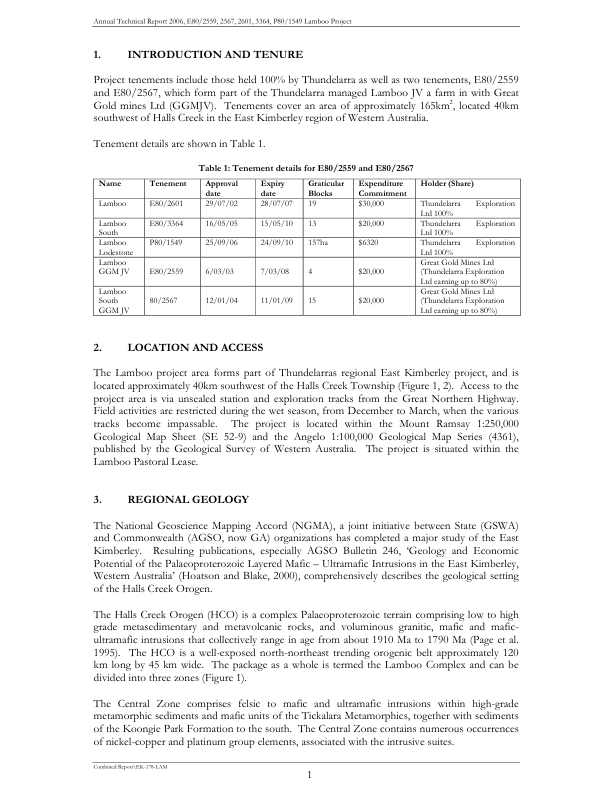 Annual Technical Report 2006, E80/2559, 2567, 2601, 3364, P80/1549 Lamboo Project
1. INTRODUCTION AND TENURE
Project tenements include those held 100% by Thundelarra as well as two tenements, E80/2559
and E80/2567, which form part of the Thundelarra managed Lamboo JV a farm in with Great
Gold mines Ltd (GGMJV). Tenements cover an area of approximately 165km², located 40km
southwest of Halls Creek in the East Kimberley region of Western Australia.
Tenement details are shown in Table 1.
Table 1: Tenement details for E80/2559 and E80/2567
Name Tenement Approval date Expiry date Graticular Blocks Expenditure Commitment Holder (Share)
Lamboo E80/2601 29/07/02 28/07/07 19 $30,000 Thundelarra Exploration Ltd 100%
Lamboo South E80/3364 16/05/05 15/05/10 13 $20,000 Thundelarra Exploration Ltd 100%
Lamboo Lodestone P80/1549 25/09/06 24/09/10 157ha $6320 Thundelarra Exploration Ltd 100%
Lamboo GGM JV E80/2559 6/03/03 7/03/08 4 $20,000 Great Gold Mines Ltd (Thundelarra Exploration Ltd earning up to 80%)
Lamboo South GGM JV 80/2567 12/01/04 11/01/09 15 $20,000 Great Gold Mines Ltd (Thundelarra Exploration Ltd earning up to 80%)
2. LOCATION AND ACCESS
The Lamboo project area forms part of Thundelarras regional East Kimberley project, and is
located approximately 40km southwest of the Halls Creek Township (Figure 1, 2). Access to the
project area is via unsealed station and exploration tracks from the Great Northern Highway.
Field activities are restricted during the wet season, from December to March, when the various
tracks become impassable. The project is located within the Mount Ramsay 1:250,000
Geological Map Sheet (SE 52-9) and the Angelo 1:100,000 Geological Map Series (4361),
published by the Geological Survey of Western Australia. The project is situated within the
Lamboo Pastoral Lease.
3. REGIONAL GEOLOGY
The National Geoscience Mapping Accord (NGMA), a joint initiative between State (GSWA)
and Commonwealth (AGSO, now GA) organizations has completed a major study of the East
Kimberley. Resulting publications, especially AGSO Bulletin 246, ‘Geology and Economic
Potential of the Palaeoproterozoic Layered Mafic – Ultramafic Intrusions in the East Kimberley,
Western Australia’ (Hoatson and Blake, 2000), comprehensively describes the geological setting
of the Halls Creek Orogen.
The Halls Creek Orogen (HCO) is a complex Palaeoproterozoic terrain comprising low to high
grade metasedimentary and metavolcanic rocks, and voluminous granitic, mafic and mafic-
ultramafic intrusions that collectively range in age from about 1910 Ma to 1790 Ma (Page et al.
1995). The HCO is a well-exposed north-northeast trending orogenic belt approximately 120
km long by 45 km wide. The package as a whole is termed the Lamboo Complex and can be
divided into three zones (Figure 1).
The Central Zone comprises felsic to mafic and ultramafic intrusions within high-grade
metamorphic sediments and mafic units of the Tickalara Metamorphics, together with sediments
of the Koongie Park Formation to the south. The Central Zone contains numerous occurrences
of nickel-copper and platinum group elements, associated with the intrusive suites.
Combined Report\EK-178-LAM
1